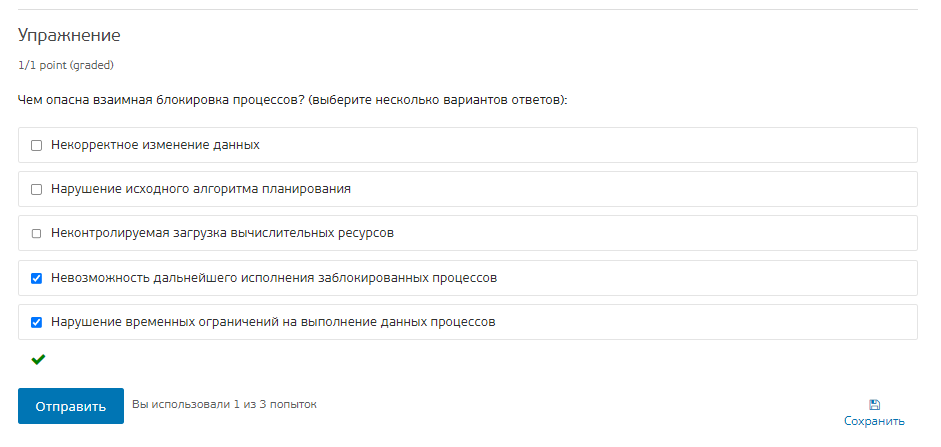 Упражнение
1/1 point (graded)
Чем опасна взаимная блокировка процессов? (выберите несколько вариантов ответов):
Некорректное изменение данных
Нарушение исходного алгоритма планирования
Неконтролируемая загрузка вычислительных ресурсов
Невозможность дальнейшего исполнения заблокированных процессов
Нарушение временных ограничений на выполнение данных процессов
Отправить
Вы использовали 1 из 3 попыток
Сохранить